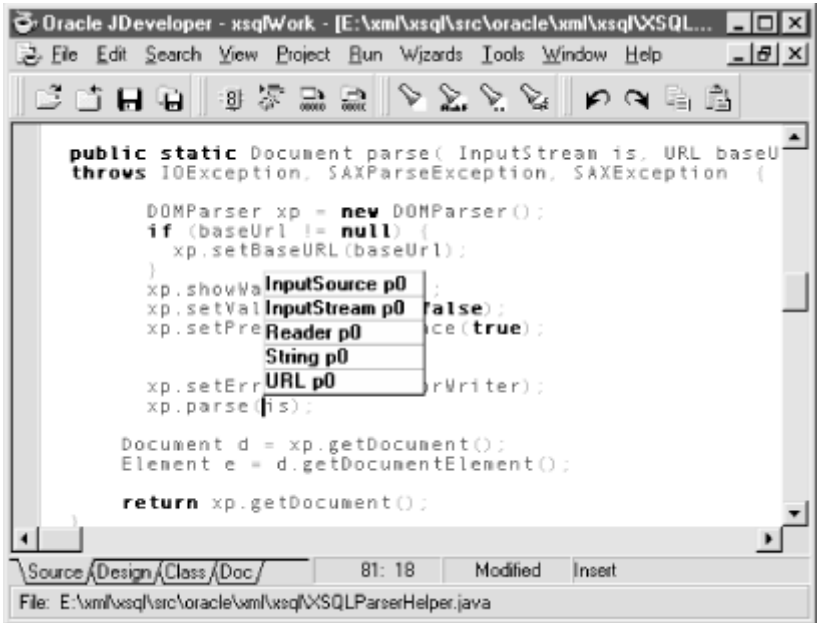 Oracle JDeveloper - xsqlWork - [E:\xml\xsql\src\oracle\xml\xsql\XSQL...
File Edit Search View Project Run Wizards Tools Window Help
public static Document parse( InputStream is, URL baseU
throws IOException, SAXParseException, SAXException {
DOMParser xp = new DOMParser();
if (baseUrl != null) {
xp.setBaseURL(baseUrl);
}
xp.showWa InputSource p0 ;
xp.setVal InputStream p0 false);
xp.setPre Reader p0 ce(true);
String p0
xp.setErr URL p0 rWriter);
xp.parse(is);
Document d = xp.getDocument();
Element e = d.getDocumentElement();
return xp.getDocument();
}
Source Design Class Doc 81: 18 Modified Insert
File: E:\xml\xsql\src\oracle\xml\xsql\XSQLParserHelper.java